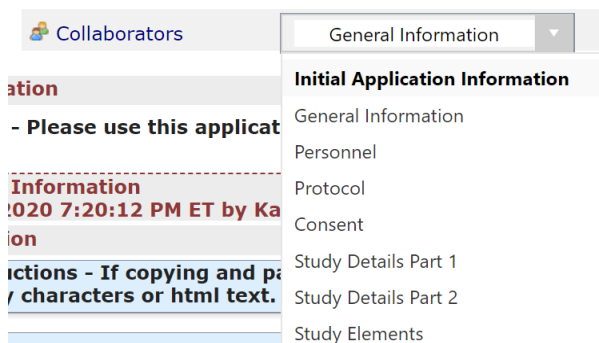 Collaborators
General Information
Initial Application Information
ation
General Information
- Please use this applicat
Personnel
Protocol
Information
2020 7:20:12 PM ET by Ka
Consent
ion
Study Details Part 1
uctions - If copying and pa
y characters or html text.
Study Details Part 2
Study Elements